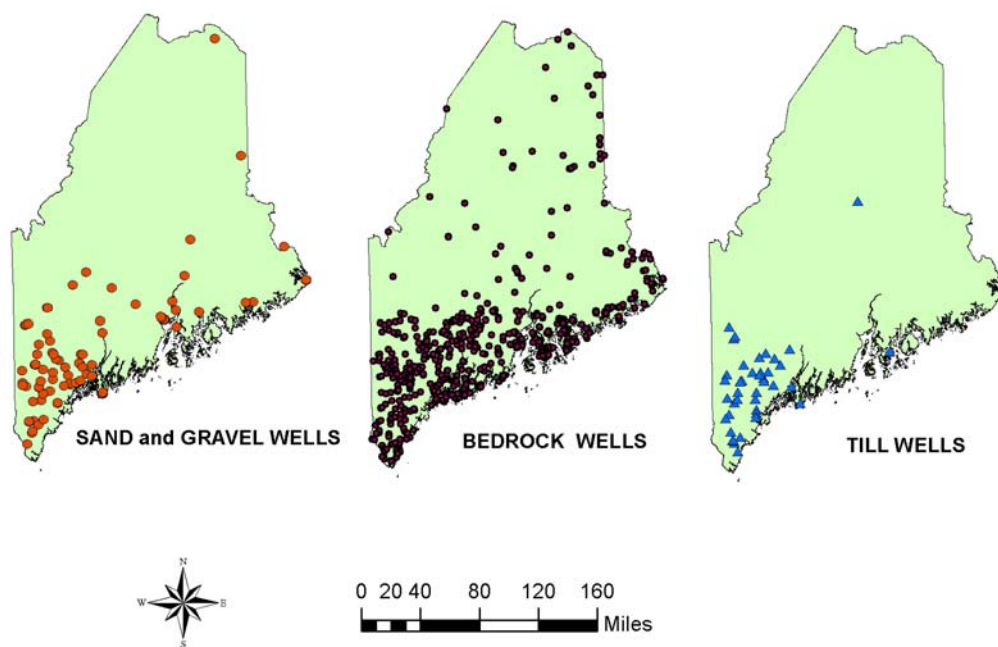 SAND and GRAVEL WELLS
BEDROCK WELLS
TILL WELLS
N
W E
S
0 20 40 80 120 160
Miles